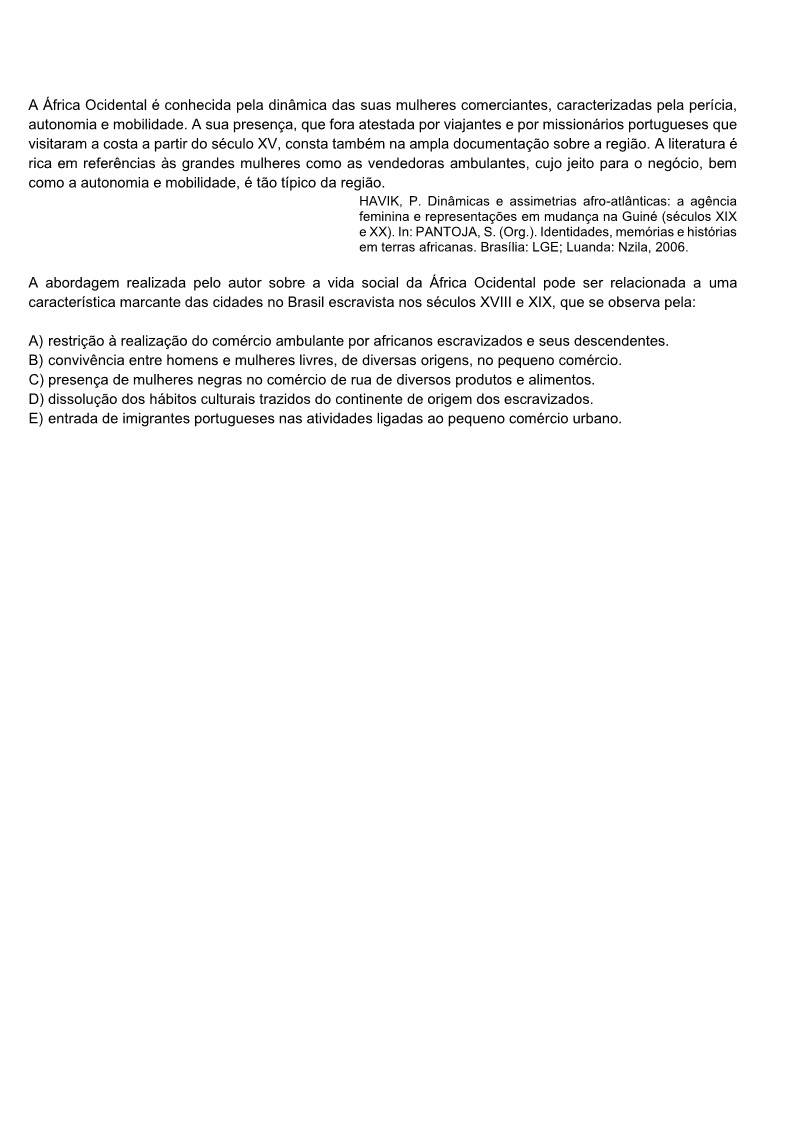 A África Ocidental é conhecida pela dinâmica das suas mulheres comerciantes, caracterizadas pela perícia,
autonomia e mobilidade. A sua presença, que fora atestada por viajantes e por missionários portugueses que
visitaram a costa a partir do século XV, consta também na ampla documentação sobre a região. A literatura é
rica em referências às grandes mulheres como as vendedoras ambulantes, cujo jeito para o negócio, bem
como a autonomia e mobilidade, é tão típico da região.
HAVIK, P. Dinâmicas e assimetrias afro-atlânticas: a agência
feminina e representações em mudança na Guiné (séculos XIX
e XX). In: PANTOJA, S. (Org.). Identidades, memórias e histórias
em terras africanas. Brasília: LGE; Luanda: Nzila, 2006.
A abordagem realizada pelo autor sobre a vida social da África Ocidental pode ser relacionada a uma
característica marcante das cidades no Brasil escravista nos séculos XVIII e XIX, que se observa pela:
A) restrição à realização do comércio ambulante por africanos escravizados e seus descendentes.
B) convivência entre homens e mulheres livres, de diversas origens, no pequeno comércio.
C) presença de mulheres negras no comércio de rua de diversos produtos e alimentos.
D) dissolução dos hábitos culturais trazidos do continente de origem dos escravizados.
E) entrada de imigrantes portugueses nas atividades ligadas ao pequeno comércio urbano.